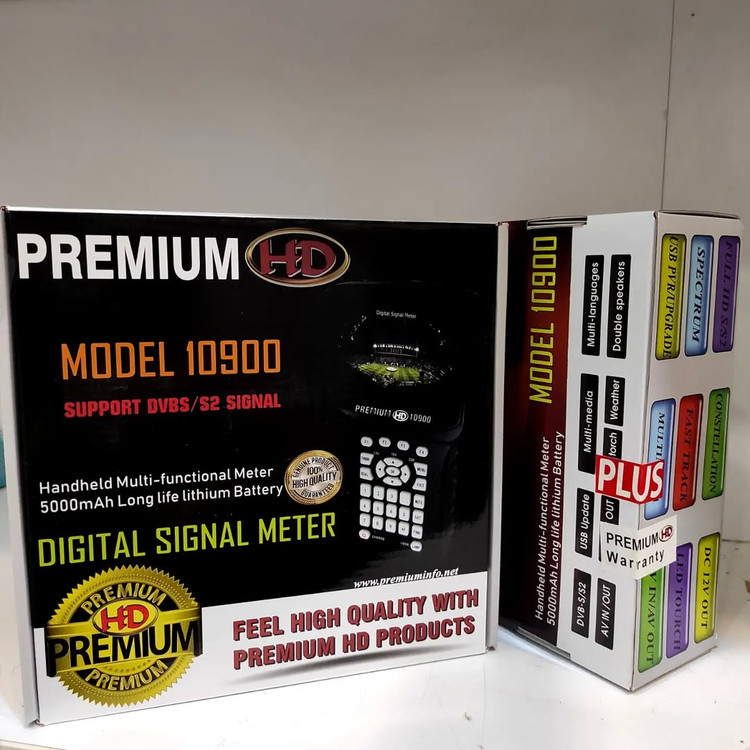 PREMIUM HD
MODEL 10900
SUPPORT DVBS/S2 SIGNAL
Handheld Multi-functional Meter
5000mAh Long life lithium Battery
GENUINE PRODUCT
100%
HIGH QUALITY
GUARANTEED
DIGITAL SIGNAL METER
Digital Signal Meter
PREMIUM HD 10900
www.premiuminfo.net
PREMIUM
HD
PREMIUM
PREMIUM
FEEL HIGH QUALITY WITH
PREMIUM HD PRODUCTS
MODEL 10900
Handheld Multi-functional Meter
5000mAh Long life lithium Battery
Multi-languages
Double speakers
Multi-media
Weather
USB Update
OUT
DVB-S/S2
AV IN/OUT
PLUS
PREMIUM HD
Warranty
USB PVR/UPGRADE
SPECTRUM
FULL HD S/S2
FAST TRACK
CONSTELLATION
LED TORCH
DC 12V OUT